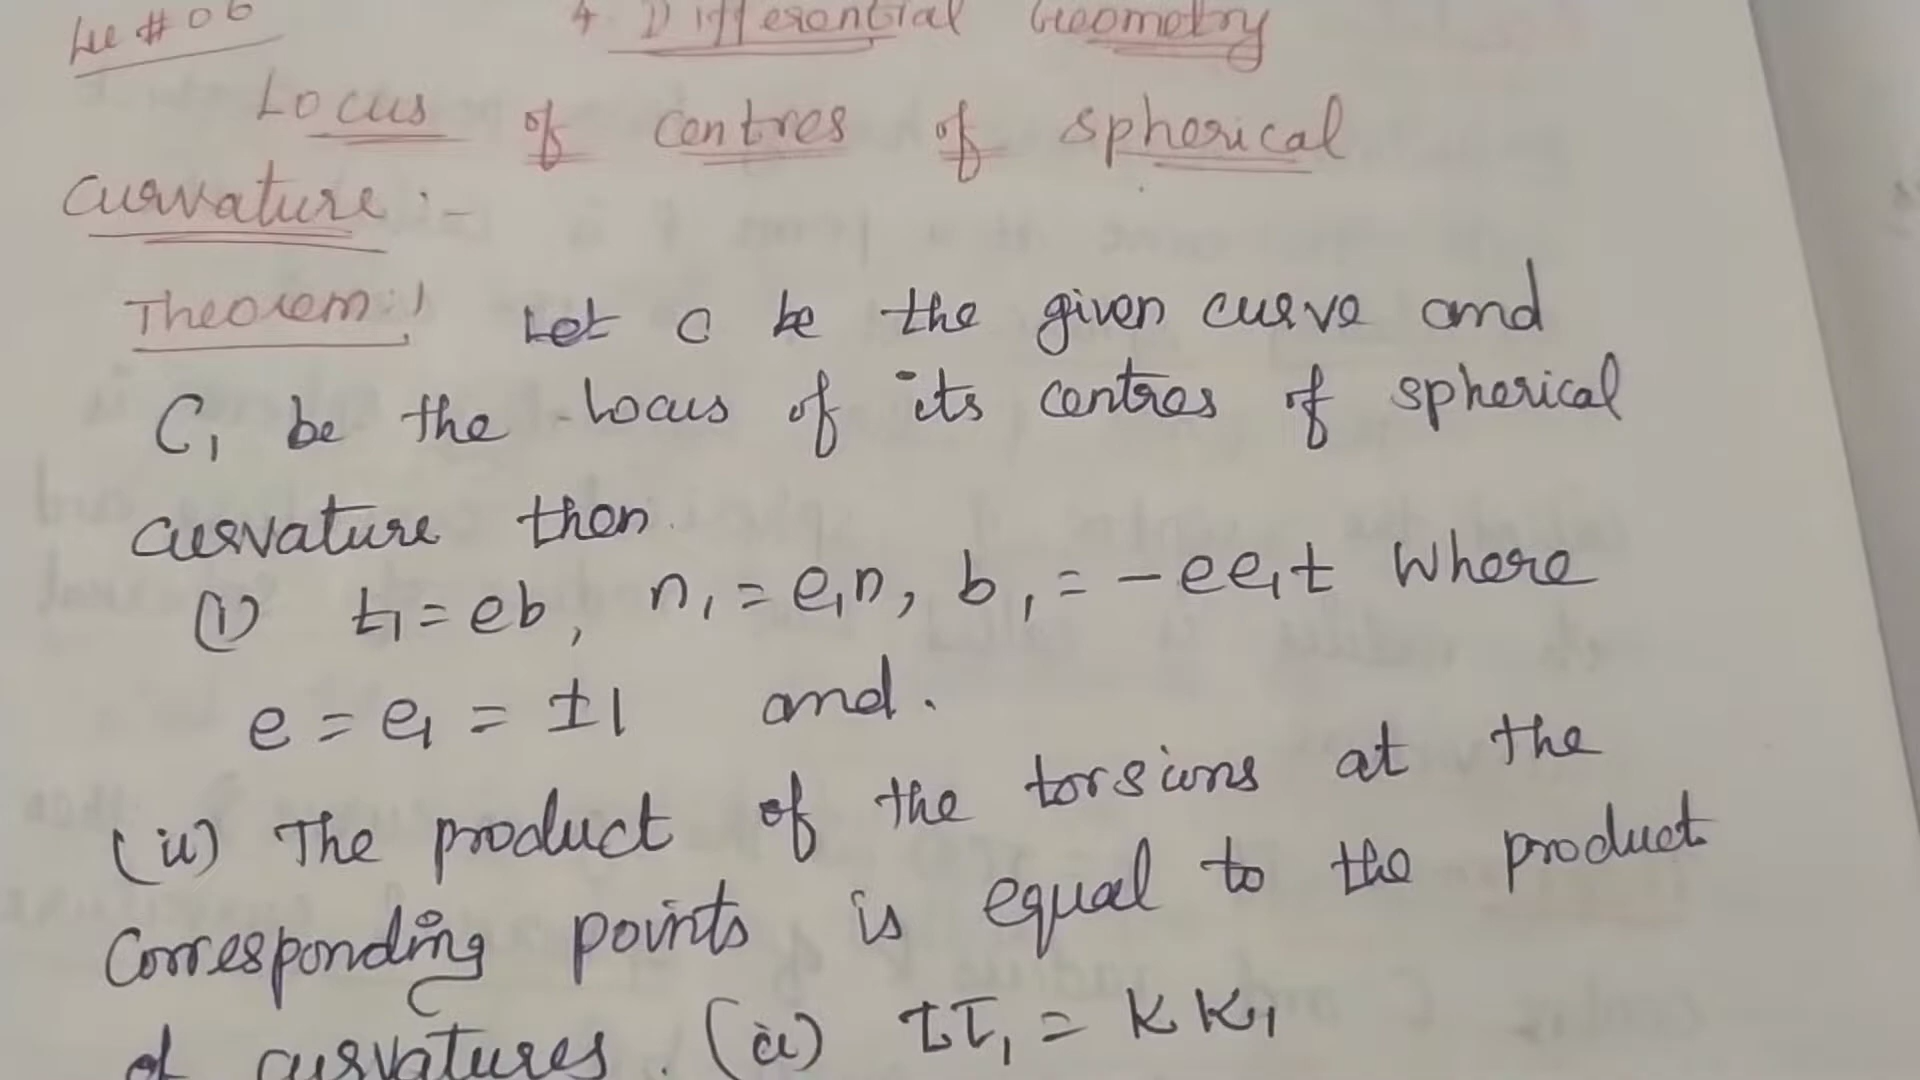 Lec # 06 4. Differential Geometry
Locus of centres of spherical
curvature :-
Theorem:! Let C be the given curve and
C₁ be the Locus of its centres of spherical
curvature then.
(1) t₁ = eb, n₁ = e₁n, b₁ = -ee₁t where
e = e₁ = ±1 and.
(ii) The product of the torsions at the
corresponding points is equal to the product
of curvatures. (ii) ττ₁ = κκ₁